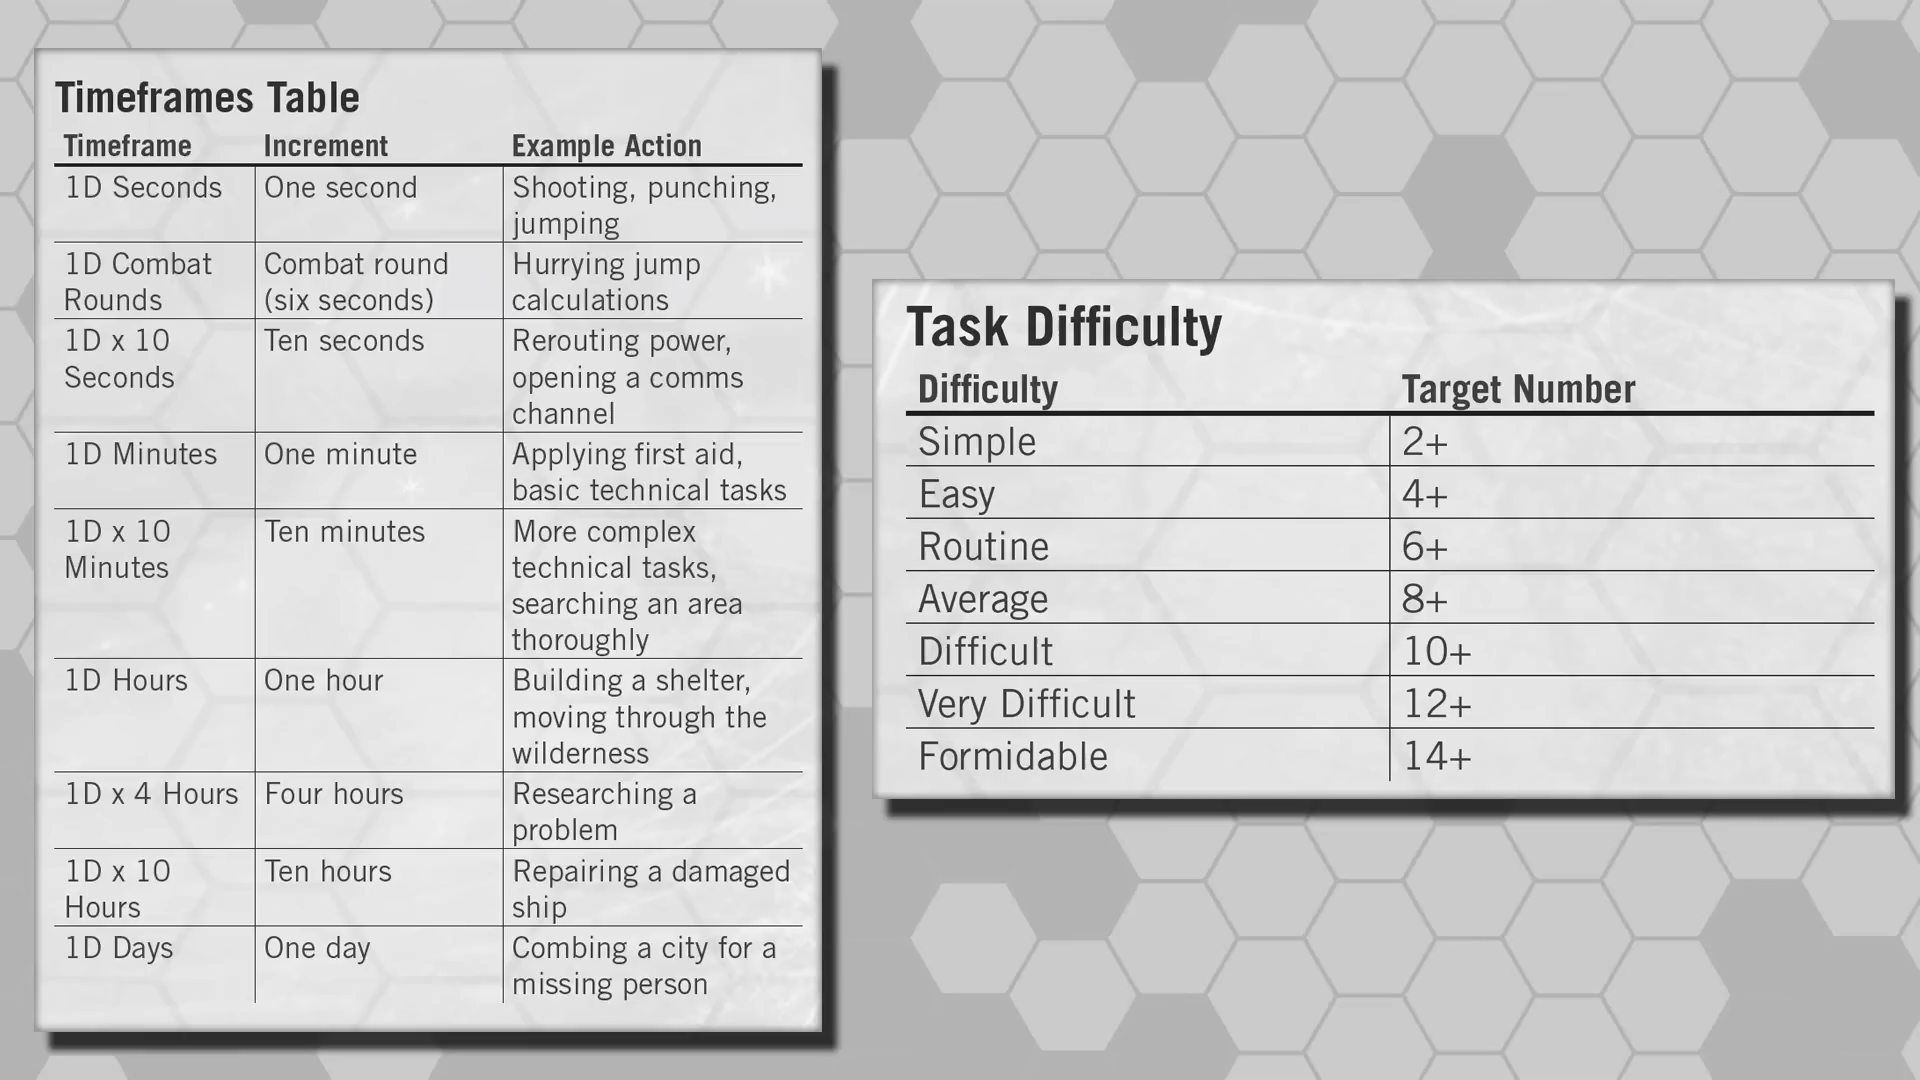 Timeframes Table
Timeframe Increment Example Action
1D Seconds One second Shooting, punching,
jumping
1D Combat Combat round Hurrying jump
Rounds (six seconds) calculations
1D x 10 Ten seconds Rerouting power,
Seconds opening a comms
channel
1D Minutes One minute Applying first aid,
basic technical tasks
1D x 10 Ten minutes More complex
Minutes technical tasks,
searching an area
thoroughly
1D Hours One hour Building a shelter,
moving through the
wilderness
1D x 4 Hours Four hours Researching a
problem
1D x 10 Ten hours Repairing a damaged
Hours ship
1D Days One day Combing a city for a
missing person
Task Difficulty
Difficulty Target Number
Simple 2+
Easy 4+
Routine 6+
Average 8+
Difficult 10+
Very Difficult 12+
Formidable 14+